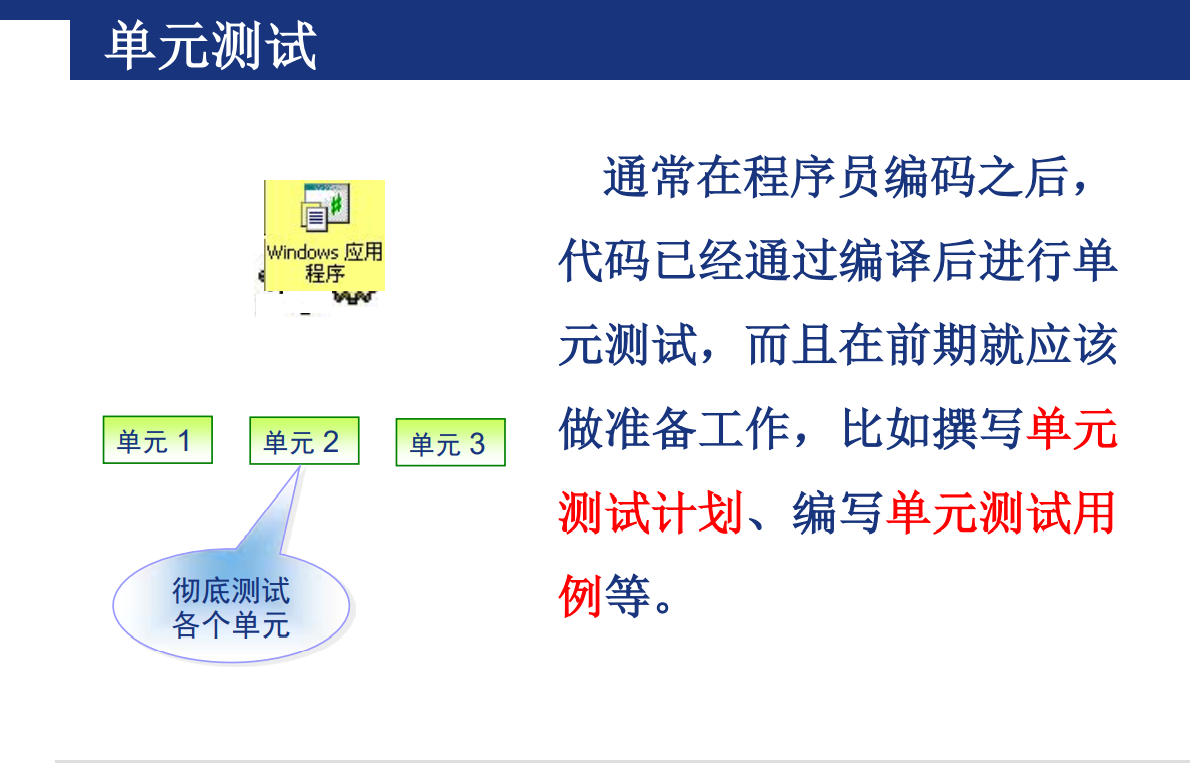 单元测试
Windows 应用
程序
单元 1
单元 2
单元 3
彻底测试
各个单元
通常在程序员编码之后，
代码已经通过编译后进行单
元测试，而且在前期就应该
做准备工作，比如撰写单元
测试计划、编写单元测试用
例等。